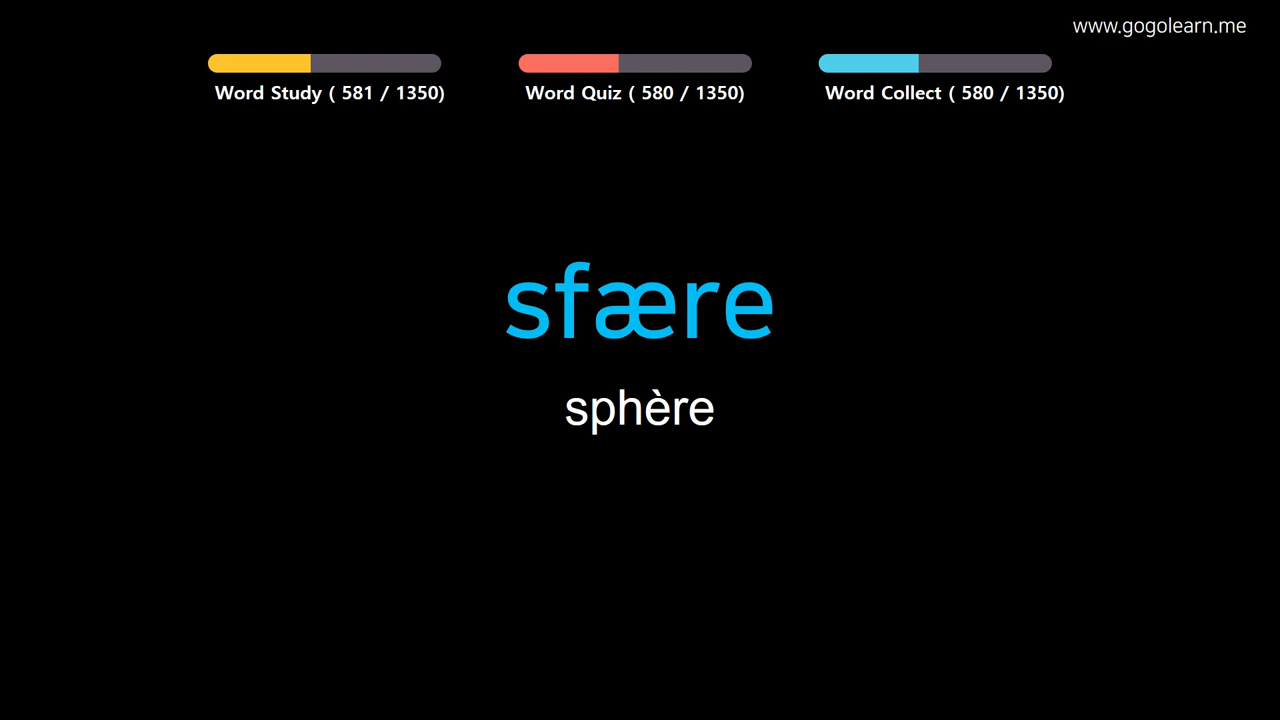 www.gogolearn.me
Word Study ( 581 / 1350)
Word Quiz ( 580 / 1350)
Word Collect ( 580 / 1350)
sfære
sphère